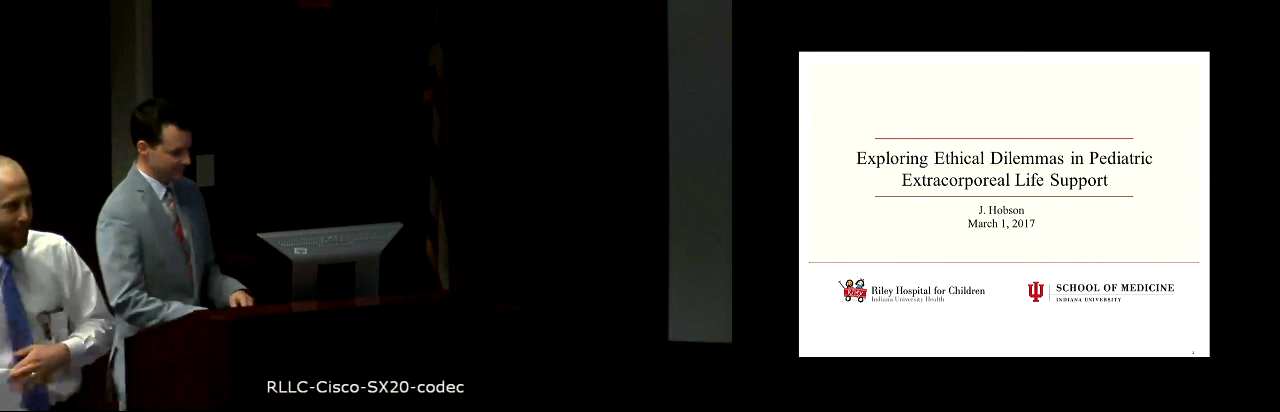 Exploring Ethical Dilemmas in Pediatric
Extracorporeal Life Support
J. Hobson
March 1, 2017
Riley Hospital for Children
Indiana University Health
SCHOOL OF MEDICINE
INDIANA UNIVERSITY
RLLC-Cisco-SX20-codec